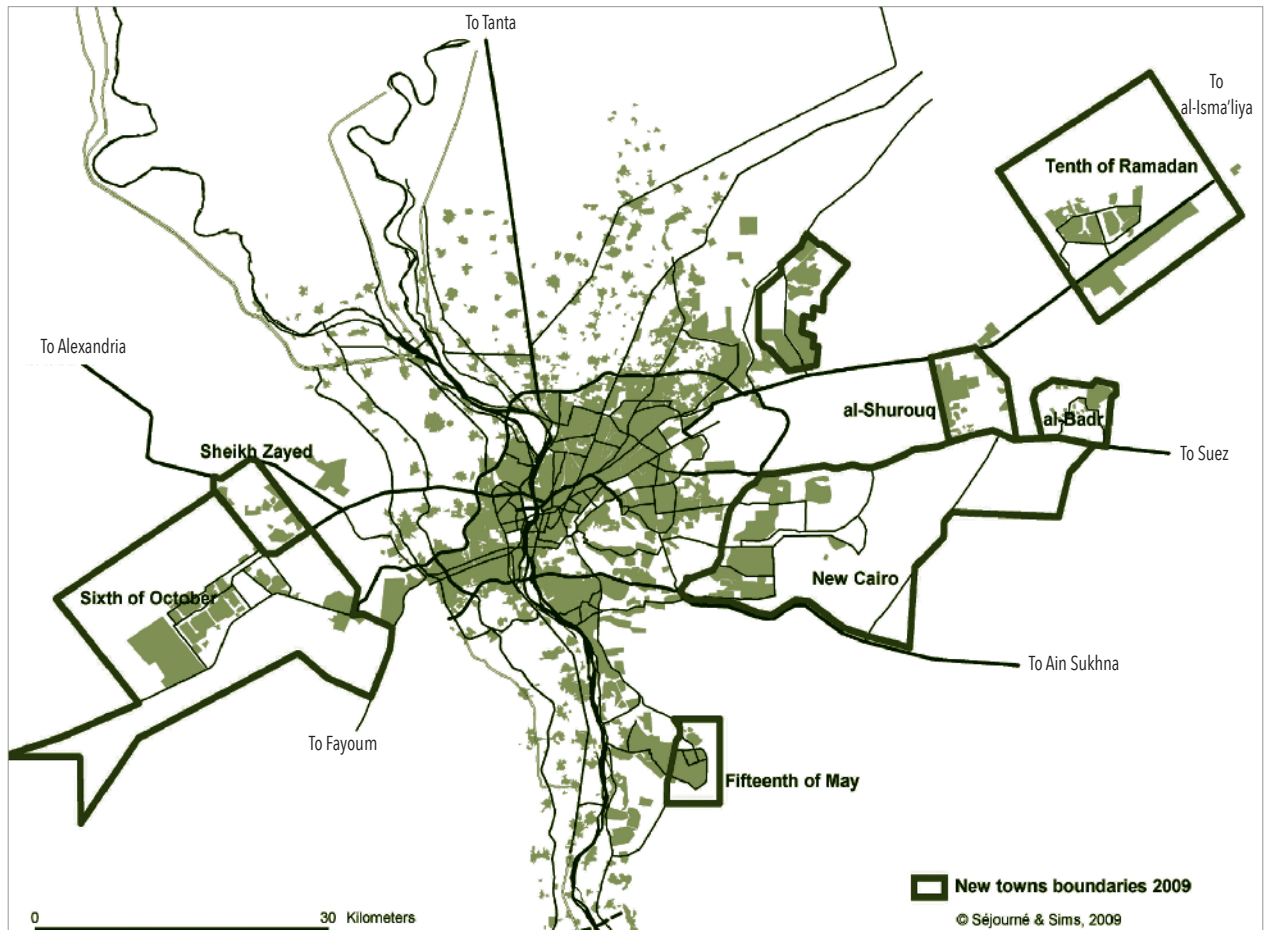 To Tanta
To
al-Isma‘liya
Tenth of Ramadan
To Alexandria
al-Shurouq
al-Badr
Sheikh Zayed
To Suez
New Cairo
Sixth of October
To Ain Sukhna
To Fayoum
Fifteenth of May
New towns boundaries 2009
0 30 Kilometers
© Séjourné & Sims, 2009